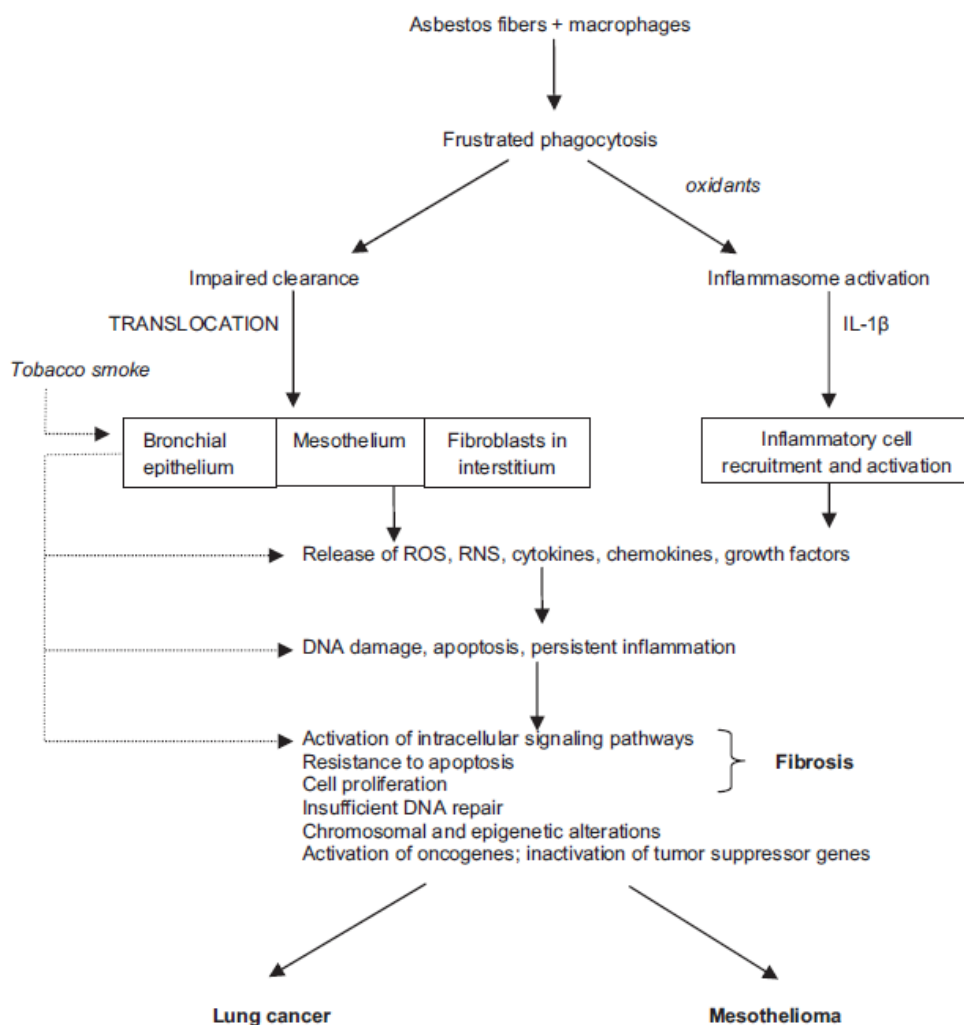 Asbestos fibers + macrophages
Frustrated phagocytosis
oxidants
Impaired clearance
Inflammasome activation
TRANSLOCATION
IL-1β
Tobacco smoke
Bronchial
epithelium
Mesothelium
Fibroblasts in
interstitium
Inflammatory cell
recruitment and activation
Release of ROS, RNS, cytokines, chemokines, growth factors
DNA damage, apoptosis, persistent inflammation
Activation of intracellular signaling pathways
Resistance to apoptosis
Cell proliferation
Fibrosis
Insufficient DNA repair
Chromosomal and epigenetic alterations
Activation of oncogenes; inactivation of tumor suppressor genes
Lung cancer
Mesothelioma